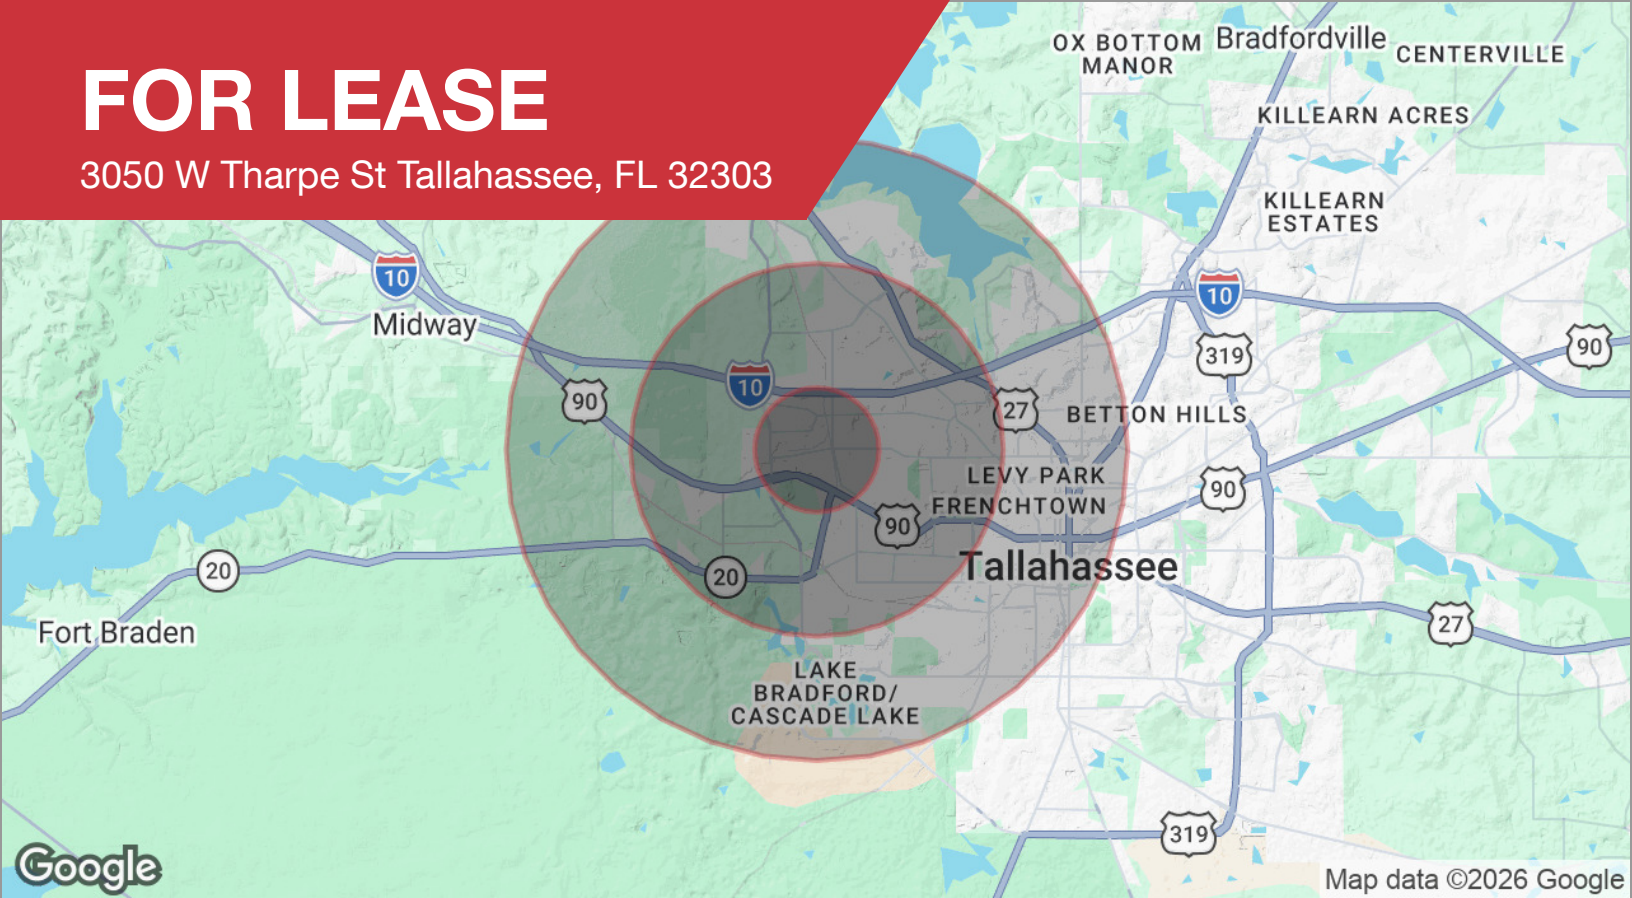 FOR LEASE
3050 W Tharpe St Tallahassee, FL 32303
OX BOTTOM
MANOR
Bradfordville
CENTERVILLE
KILLEARN ACRES
KILLEARN
ESTATES
10
Midway
10
319
90
10
90
27
BETTON HILLS
LEVY PARK
FRENCHTOWN
90
90
Tallahassee
20
20
Fort Braden
27
LAKE
BRADFORD/
CASCADE LAKE
319
Google
Map data ©2026 Google